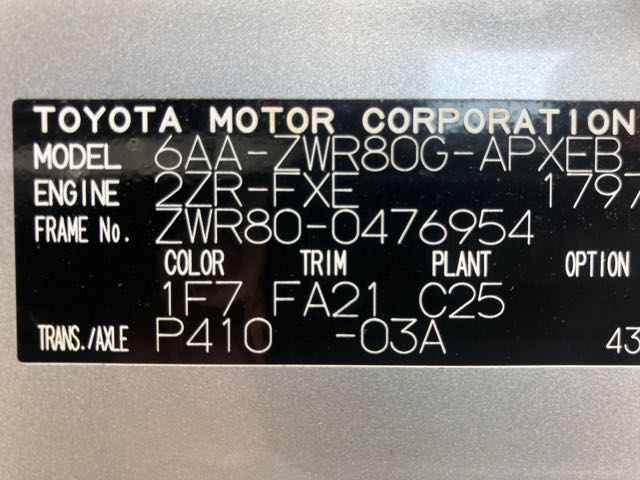 TOYOTA MOTOR CORPORATION
MODEL 6AA-ZWR80G-APXEB
ENGINE 2ZR-FXE 1797
FRAME No. ZWR80-0476954
COLOR TRIM PLANT OPTION
1F7 FA21 C25
TRANS./AXLE P410 -03A 43